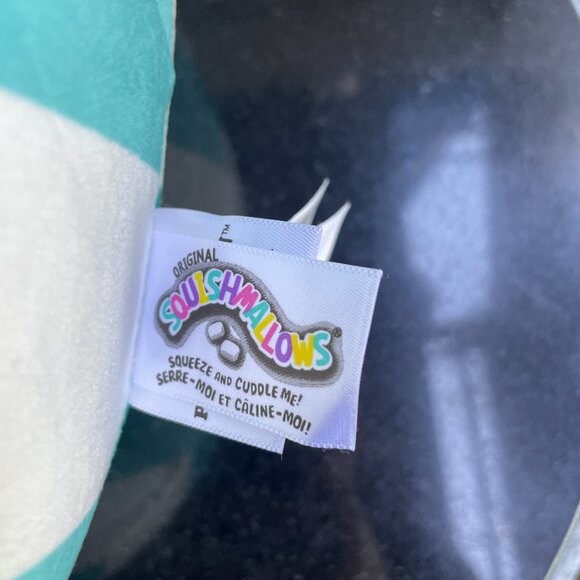 ORIGINAL
SQUISHMALLOWS®
SQUEEZE AND CUDDLE ME!
SERRE-MOI ET CÂLINE-MOI!